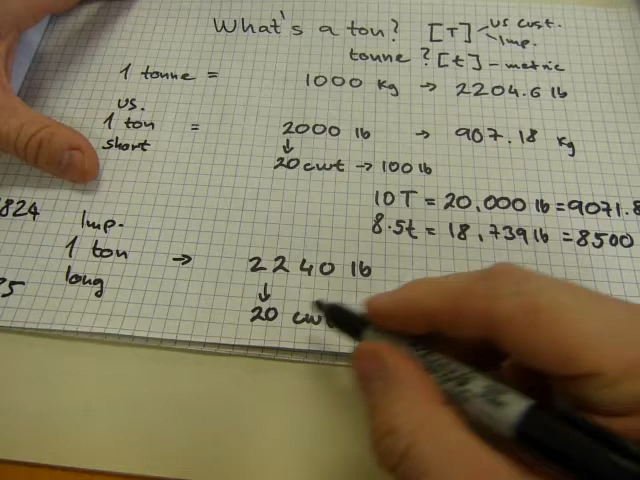 What's a ton? [T] US cust.
Imp.
tonne? [t] - metric
1 tonne = 1000 kg → 2204.6 lb
US.
1 ton = 2000 lb → 907.18 kg
short ↓
20 cwt → 100 lb
10T = 20,000 lb = 9071.8
8.5t = 18,739 lb = 8500
824
Imp.
1 ton → 2240 lb
long ↓
20 cwt